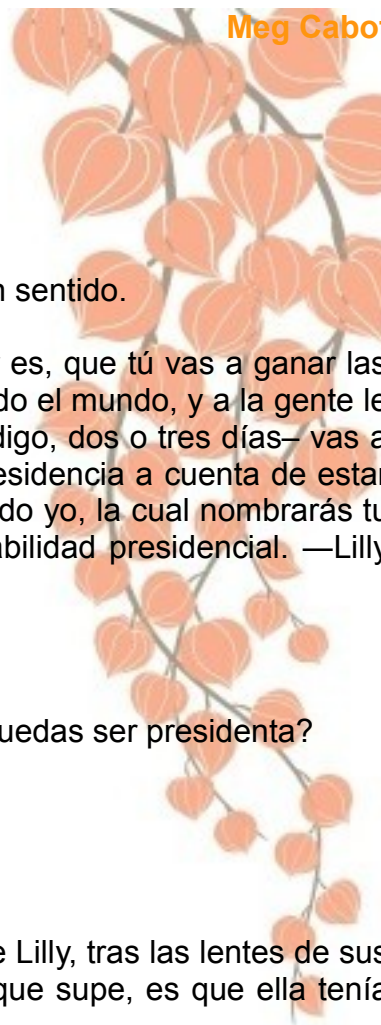 Meg Cabot
n sentido.
es, que tú vas a ganar las
do el mundo, y a la gente le
digo, dos o tres días– vas a
esidencia a cuenta de estar
do yo, la cual nombrarás tu
abilidad presidencial. —Lilly
uedas ser presidenta?
e Lilly, tras las lentes de sus
que supe, es que ella tenía